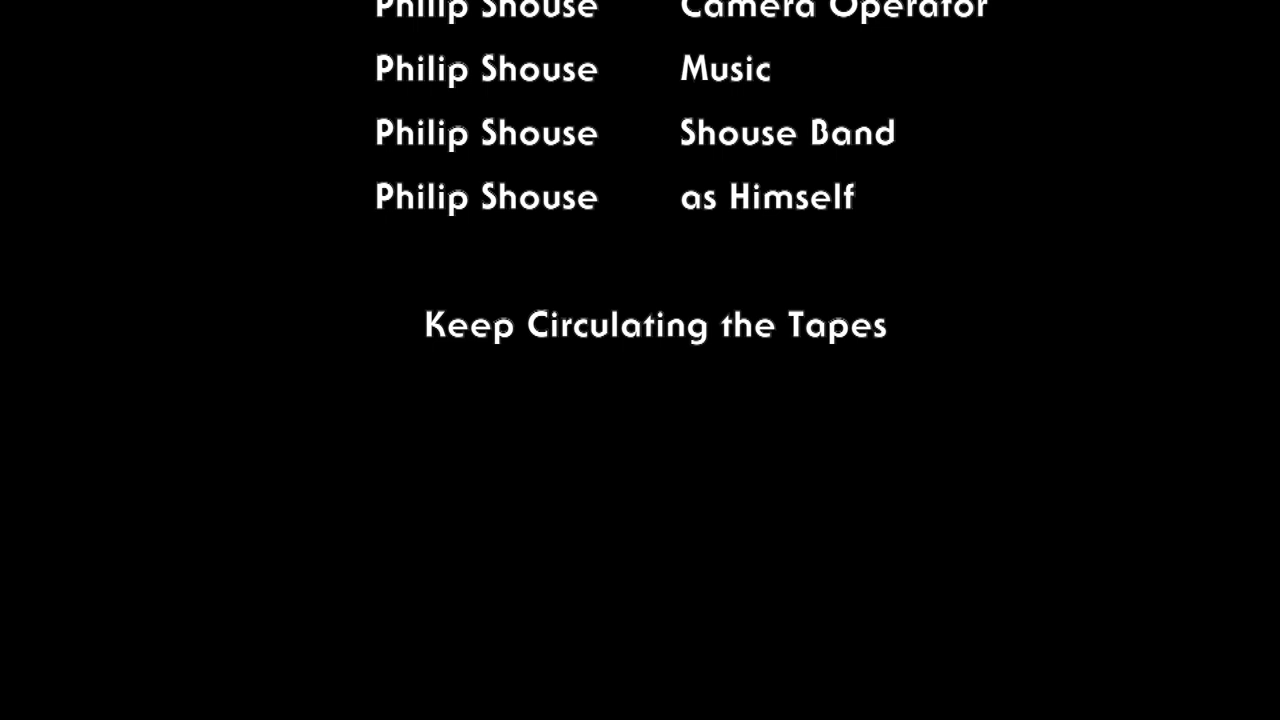 Philip Shouse Camera Operator
Philip Shouse Music
Philip Shouse Shouse Band
Philip Shouse as Himself
Keep Circulating the Tapes